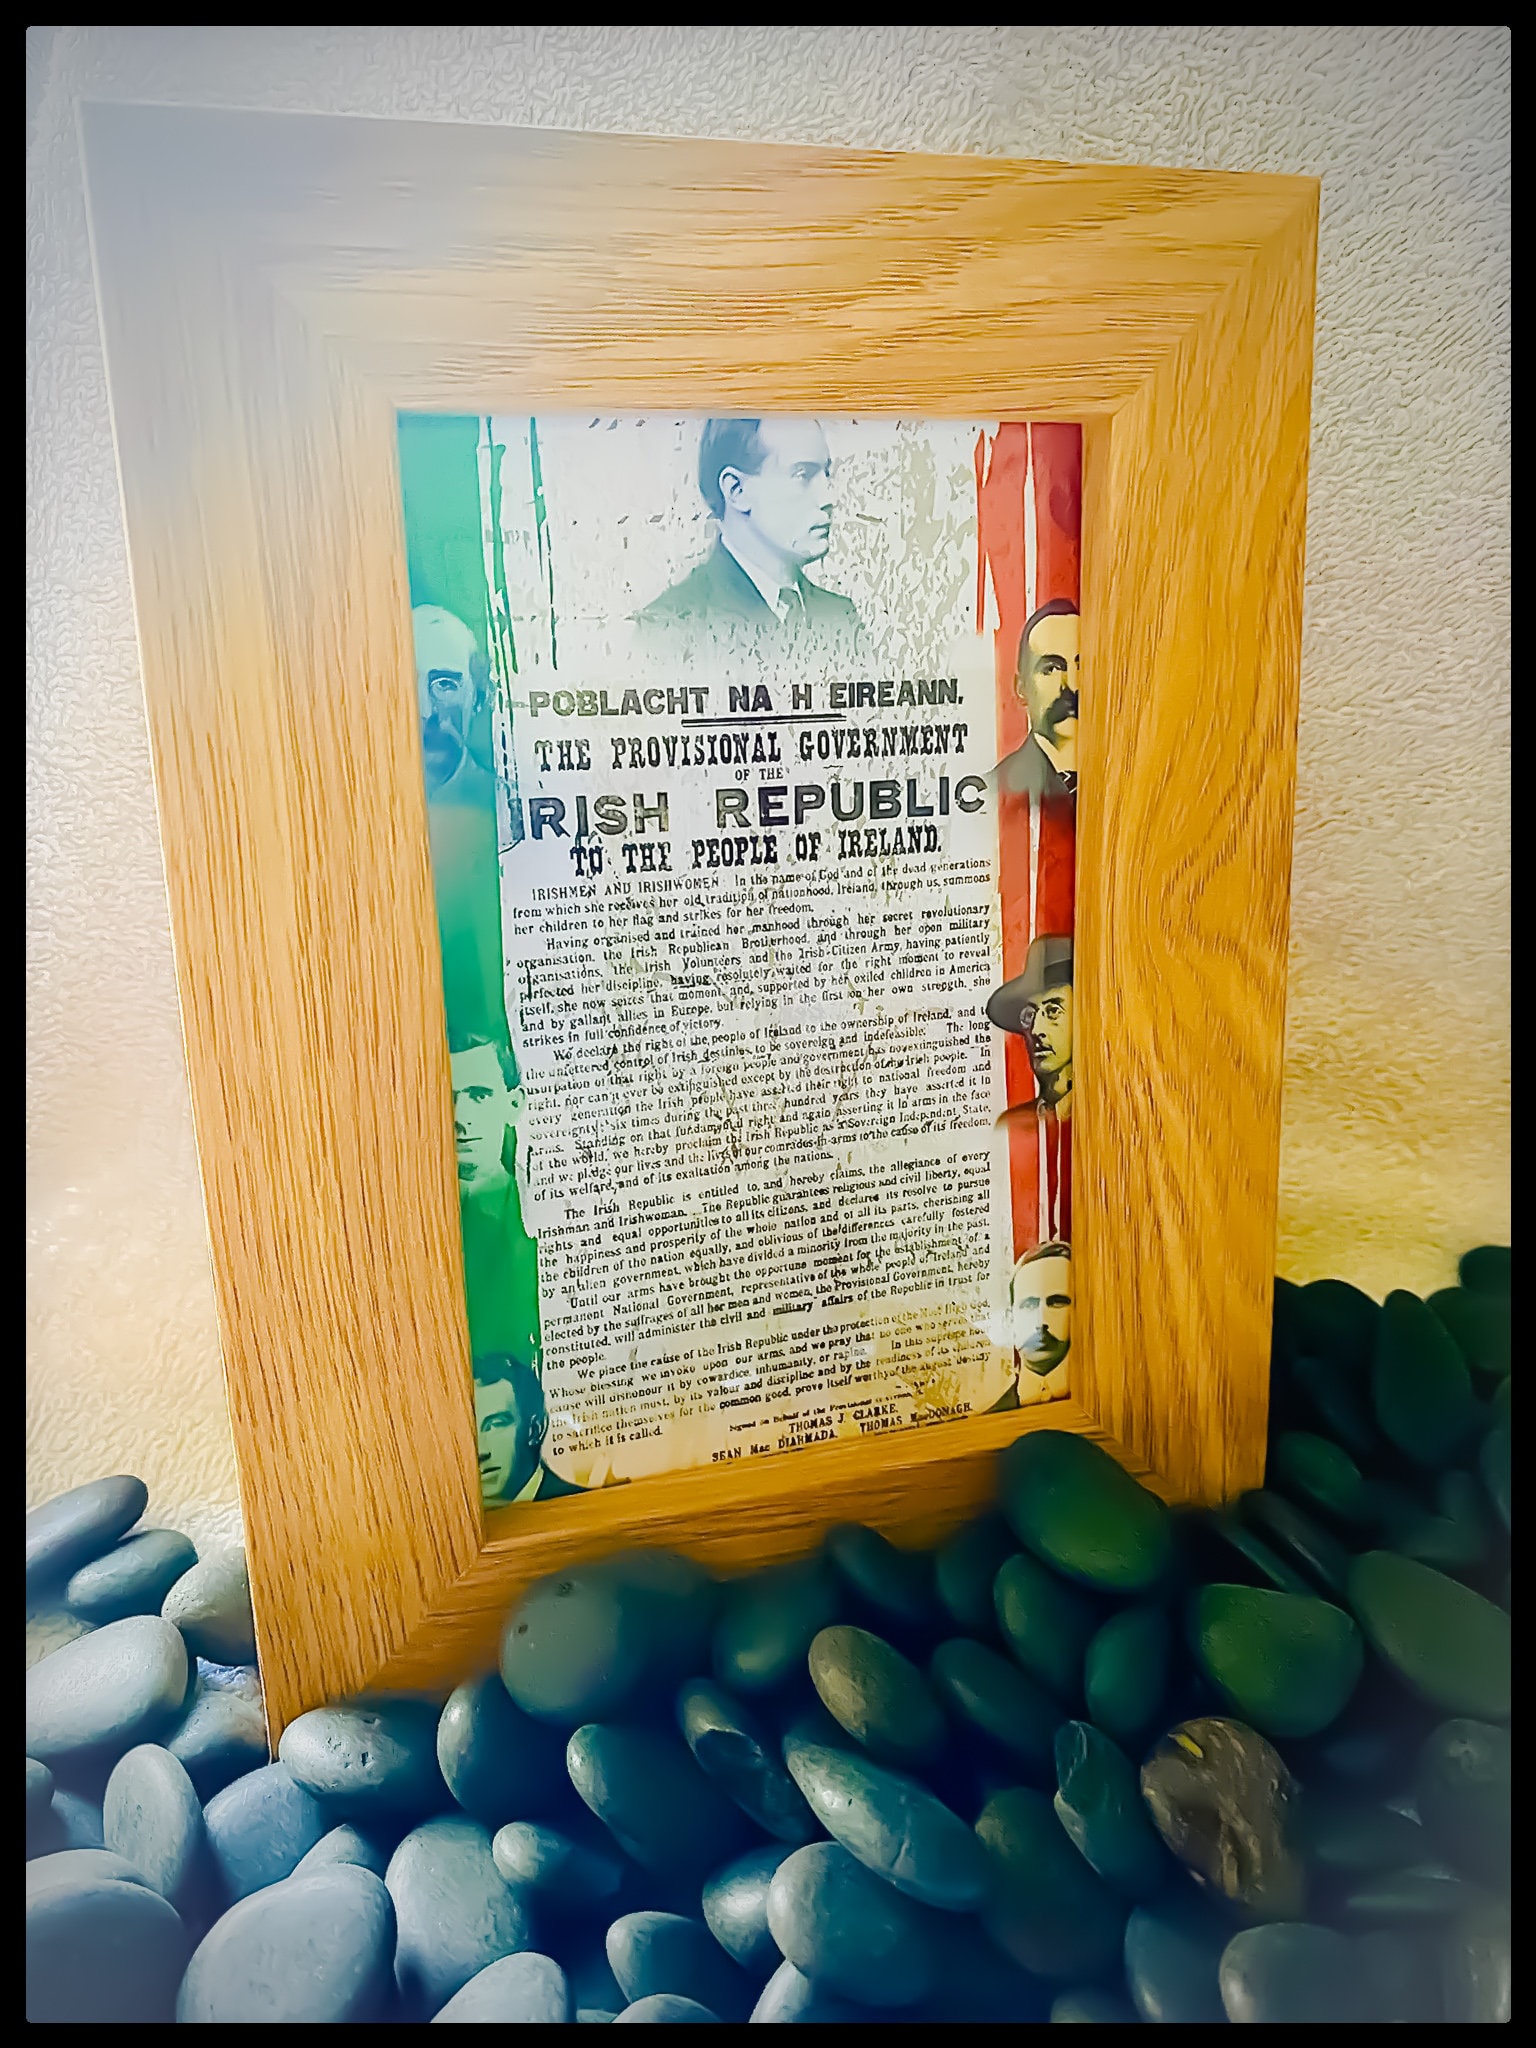 POBLACHT NA H EIREANN.
THE PROVISIONAL GOVERNMENT
OF THE
IRISH REPUBLIC
TO THE PEOPLE OF IRELAND.
IRISHMEN AND IRISHWOMEN: In the name of God and of the dead generations
from which she receives her old tradition of nationhood, Ireland, through us, summons
her children to her flag and strikes for her freedom.
Having organised and trained her manhood through her secret revolutionary
organisation, the Irish Republican Brotherhood, and through her open military
organisations, the Irish Volunteers and the Irish Citizen Army, having patiently
perfected her discipline, having resolutely waited for the right moment to reveal
itself, she now seizes that moment, and, supported by her exiled children in America
and by gallant allies in Europe, but relying in the first on her own strength, she
strikes in full confidence of victory.
We declare the right of the people of Ireland to the ownership of Ireland, and to
the unfettered control of Irish destinies, to be sovereign and indefeasible. The long
usurpation of that right by a foreign people and government has not extinguished the
right, nor can it ever be extinguished except by the destruction of the Irish people. In
every generation the Irish people have asserted their right to national freedom and
sovereignty; six times during the past three hundred years they have asserted it in
arms. Standing on that fundamental right and again asserting it in arms in the face
of the world, we hereby proclaim the Irish Republic as a Sovereign Independent State,
and we pledge our lives and the lives of our comrades-in-arms to the cause of its freedom,
of its welfare, and of its exaltation among the nations.
The Irish Republic is entitled to, and hereby claims, the allegiance of every
Irishman and Irishwoman. The Republic guarantees religious and civil liberty, equal
rights and equal opportunities to all its citizens, and declares its resolve to pursue
the happiness and prosperity of the whole nation and of all its parts, cherishing all
the children of the nation equally, and oblivious of the differences carefully fostered
by an alien government, which have divided a minority from the majority in the past.
Until our arms have brought the opportune moment for the establishment of a
permanent National Government, representative of the whole people of Ireland and
elected by the suffrages of all her men and women, the Provisional Government, hereby
constituted, will administer the civil and military affairs of the Republic in trust for
the people.
We place the cause of the Irish Republic under the protection of the Most High God,
Whose blessing we invoke upon our arms, and we pray that no one who serves that
cause will dishonour it by cowardice, inhumanity, or rapine. In this supreme hour
the Irish nation must, by its valour and discipline and by the readiness of its children
to sacrifice themselves for the common good, prove itself worthy of the august destiny
to which it is called.
Signed on Behalf of the Provisional
THOMAS J. CLARKE.
SEAN Mac DIARMADA. THOMAS MacDONAGH.